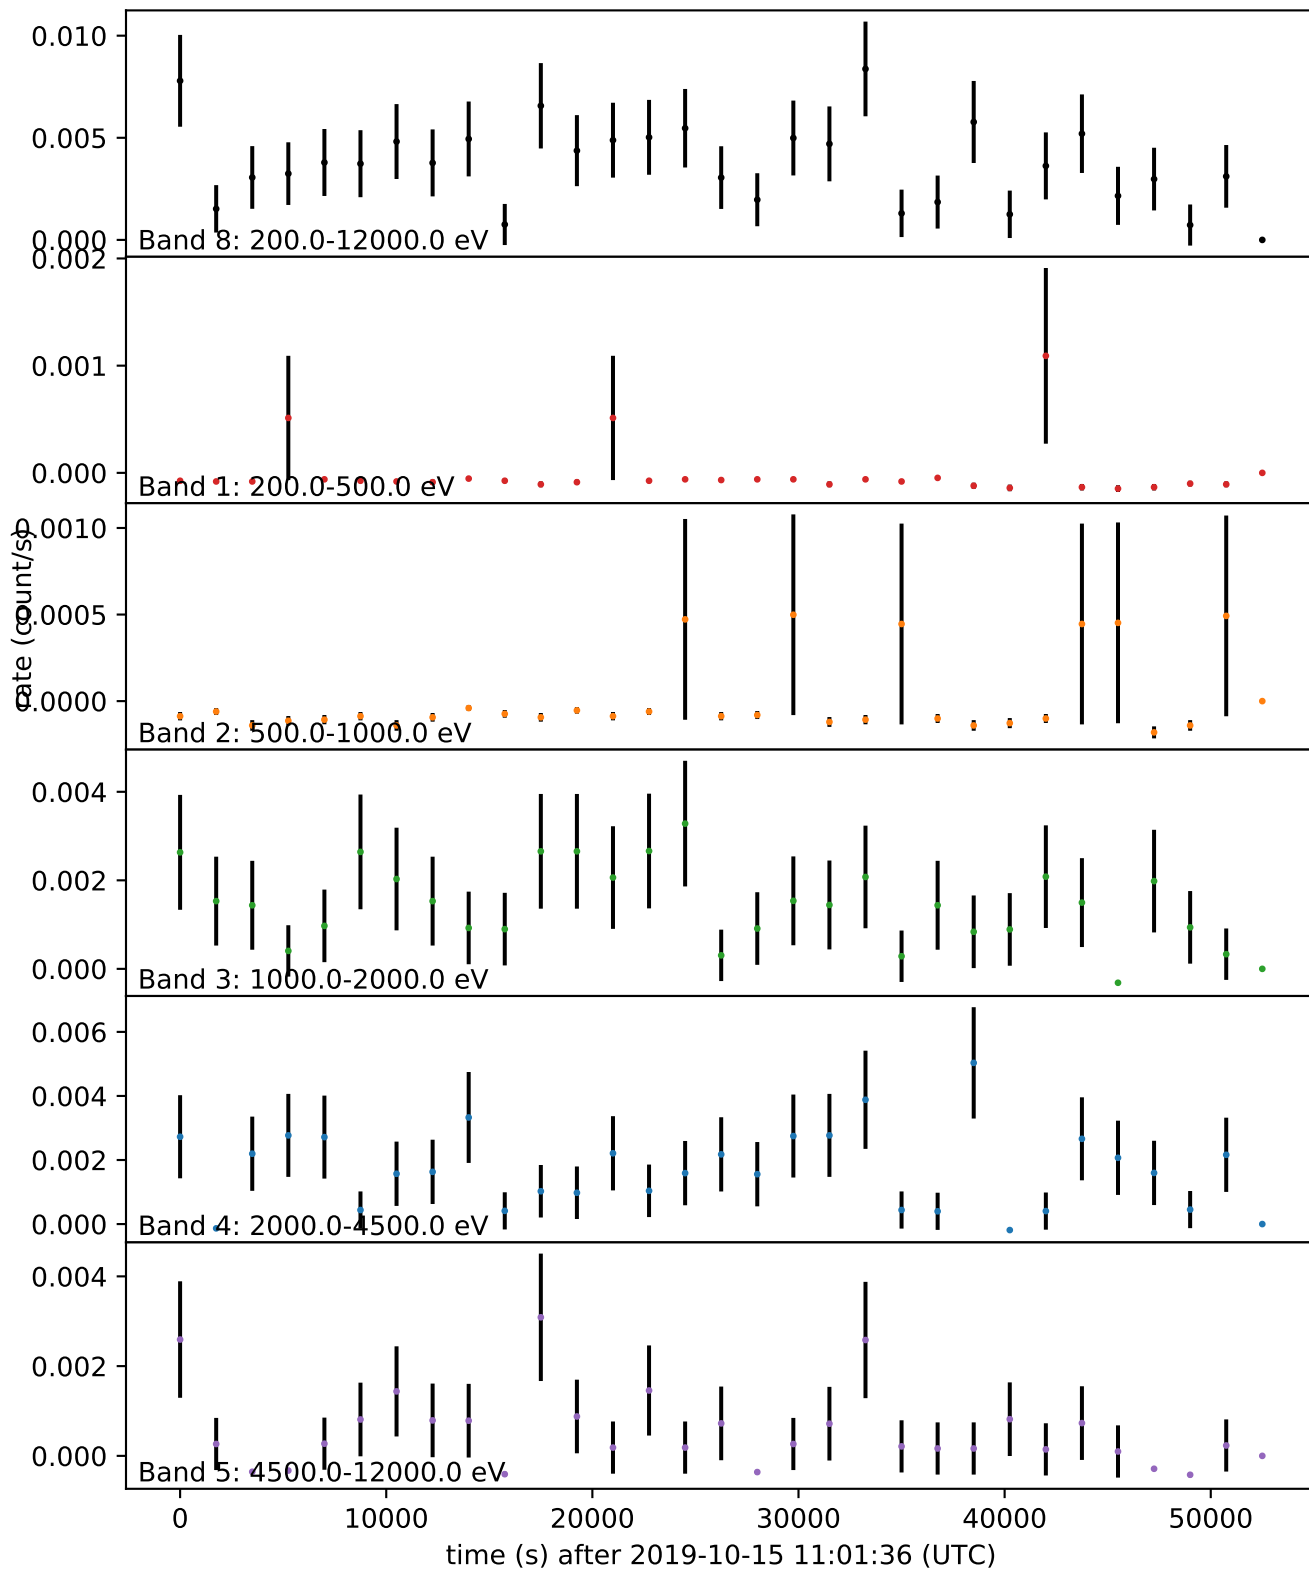 0.010
0.005
0.000
Band 8: 200.0-12000.0 eV
0.002
0.001
0.000
Band 1: 200.0-500.0 eV
rate (count/s)
0.0010
0.0005
0.0000
Band 2: 500.0-1000.0 eV
0.004
0.002
0.000
Band 3: 1000.0-2000.0 eV
0.006
0.004
0.002
0.000
Band 4: 2000.0-4500.0 eV
0.004
0.002
0.000
Band 5: 4500.0-12000.0 eV
0 10000 20000 30000 40000 50000
time (s) after 2019-10-15 11:01:36 (UTC)